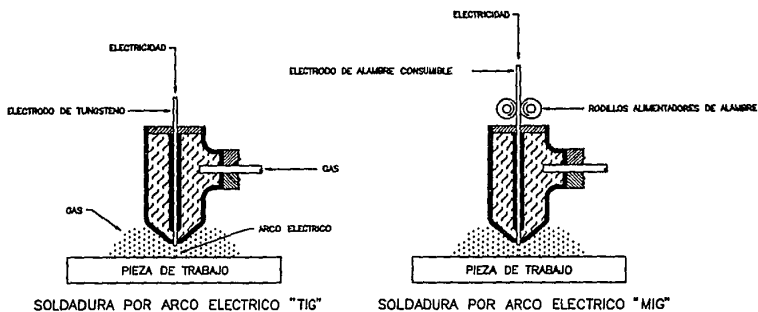 ELECTRICIDAD
ELECTRODO DE TUNGSTENO
GAS
GAS
ARCO ELECTRICO
PIEZA DE TRABAJO
SOLDADURA POR ARCO ELECTRICO "TIG"
ELECTRICIDAD
ELECTRODO DE ALAMBRE CONSUMIBLE
RODILLOS ALIMENTADORES DE ALAMBRE
PIEZA DE TRABAJO
SOLDADURA POR ARCO ELECTRICO "MIG"